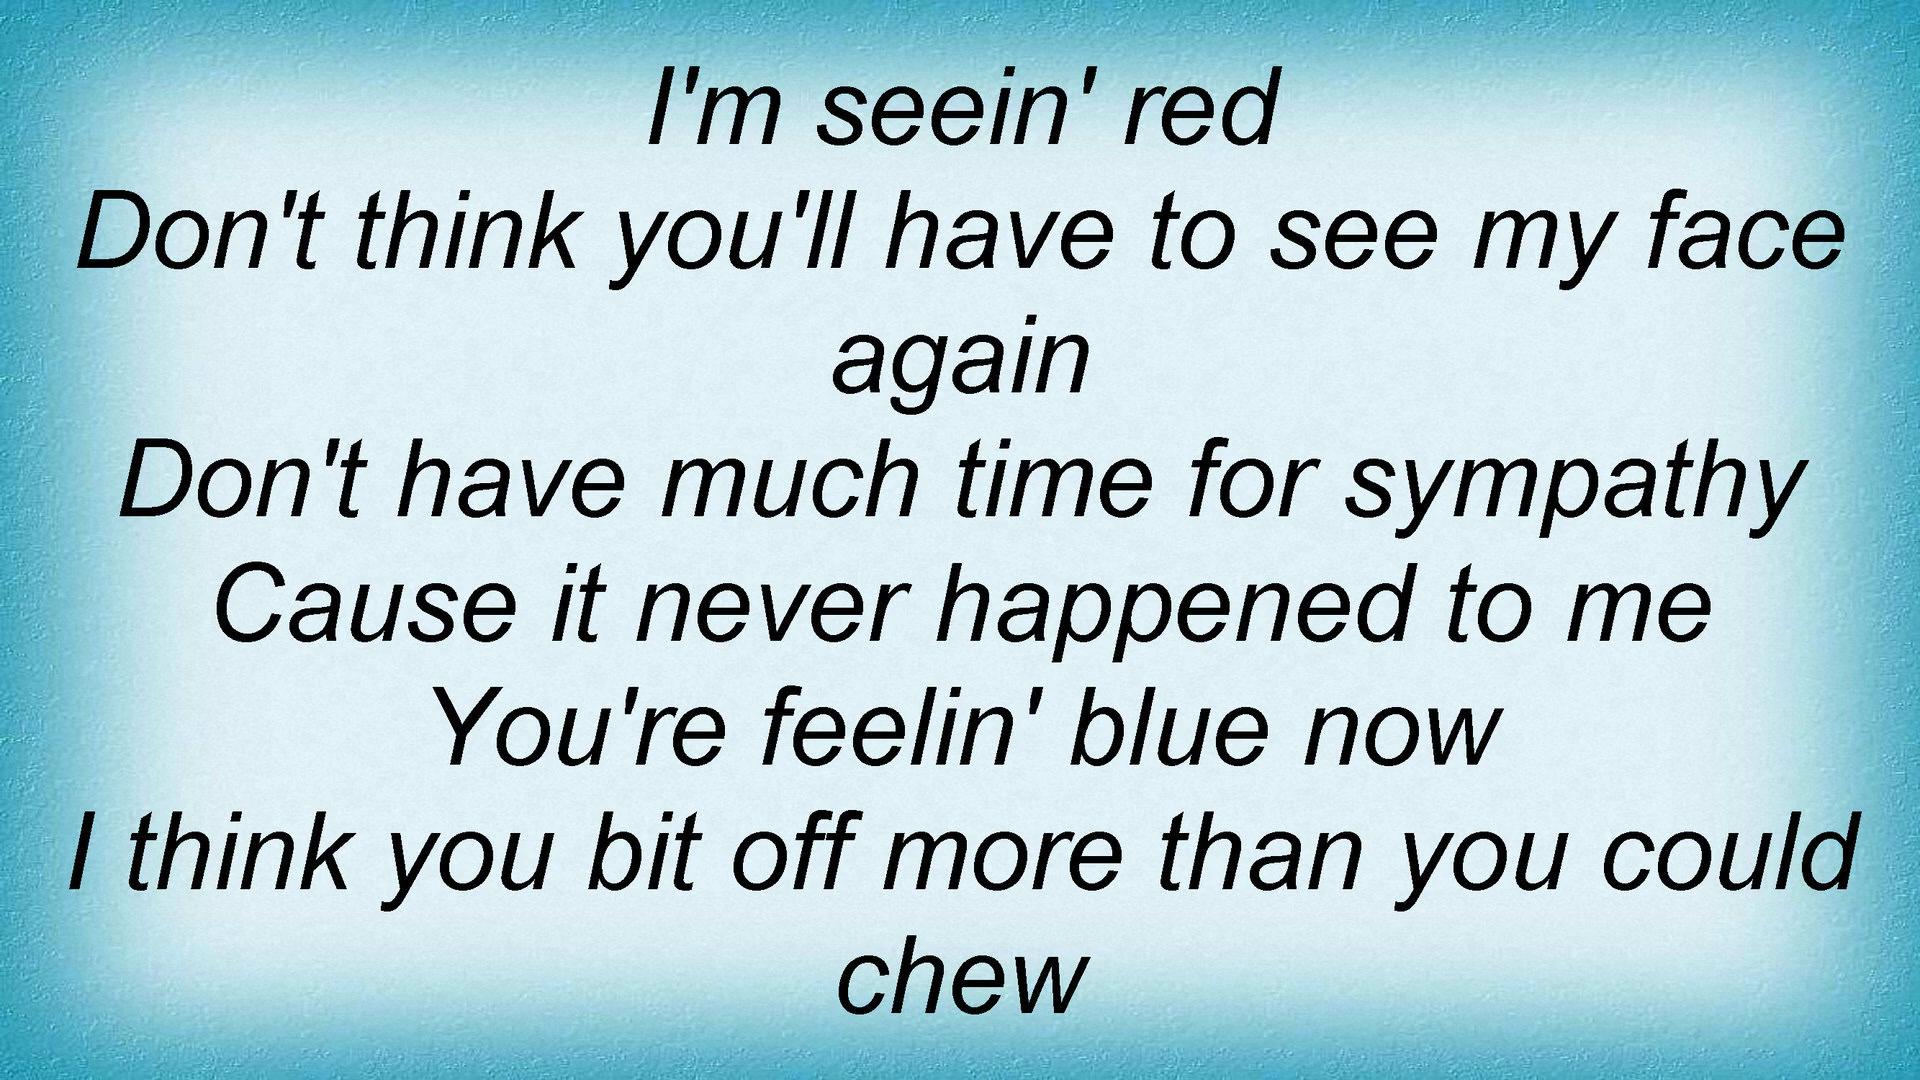 I'm seein' red
Don't think you'll have to see my face
again
Don't have much time for sympathy
Cause it never happened to me
You're feelin' blue now
I think you bit off more than you could
chew